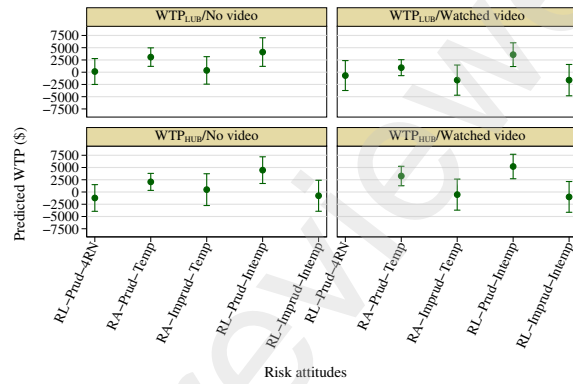 WTP_LUB/No video
WTP_LUB/Watched video
7500
5000
2500
0
−2500
−5000
−7500
WTP_HUB/No video
WTP_HUB/Watched video
7500
5000
2500
0
−2500
−5000
−7500
Predicted WTP ($)
RL−Prud−4RN
RA−Prud−Temp
RA−Imprud−Temp
RL−Prud−Intemp
RL−Imprud−Intemp
RL−Prud−4RN
RA−Prud−Temp
RA−Imprud−Temp
RL−Prud−Intemp
RL−Imprud−Intemp
Risk attitudes